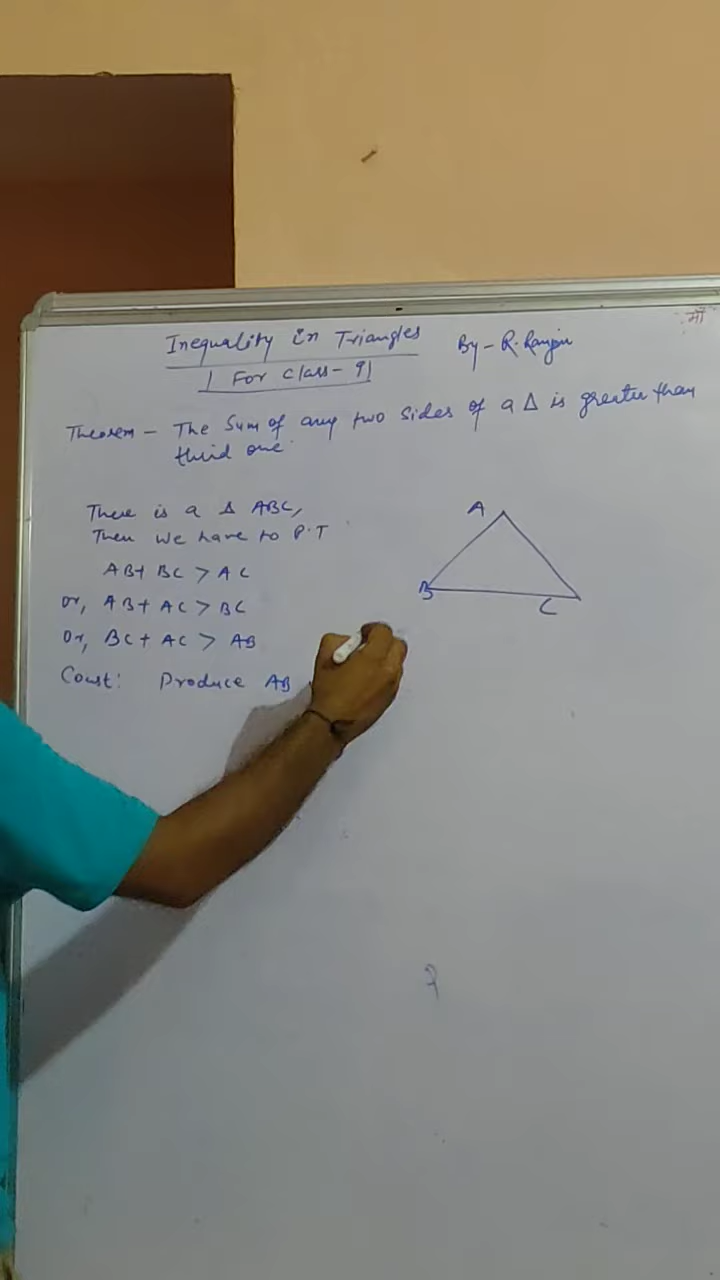 Inequality in Triangles
For Class-9
By - R. Ranjin
Theorem - The Sum of any two sides of a Δ is greater than
third one.
There is a Δ ABC,
Then we have to P.T
AB + BC > AC
or, AB + AC > BC
Or, BC + AC > AB
Const: Produce AB
A
B
C
माँ